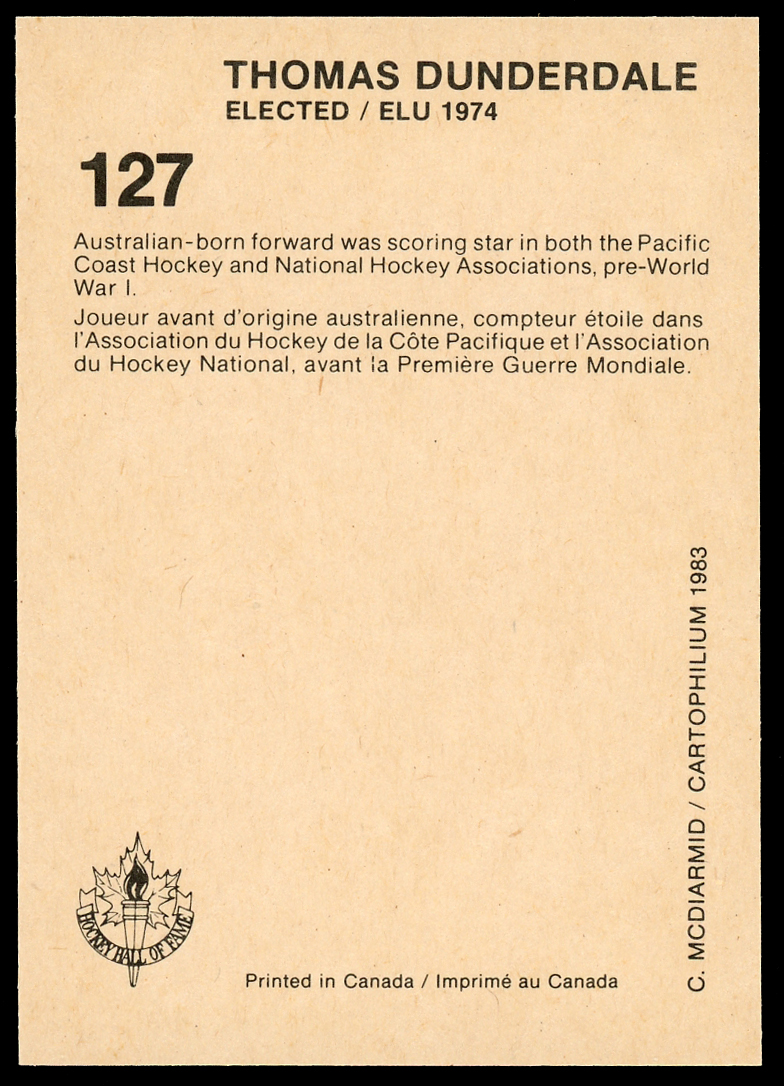 THOMAS DUNDERDALE
ELECTED / ELU 1974
127
Australian-born forward was scoring star in both the Pacific
Coast Hockey and National Hockey Associations, pre-World
War I.
Joueur avant d'origine australienne, compteur étoile dans
l'Association du Hockey de la Côte Pacifique et l'Association
du Hockey National, avant la Première Guerre Mondiale.
C. MCDIARMID / CARTOPHILIUM 1983
HOCKEY HALL OF FAME
Printed in Canada / Imprimé au Canada